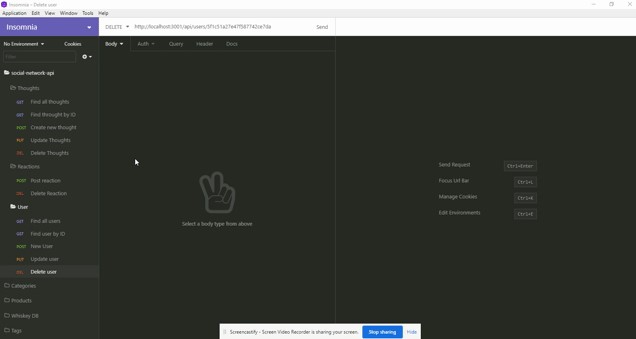 Insomnia - Delete user
Application Edit View Window Tools Help
Insomnia
DELETE http://localhost:3001/api/users/5f1c51a27e47f587742ce7da Send
No Environment Cookies
Body Auth Query Header Docs
Filter
social-network-api
Thoughts
GET Find all thoughts
GET Find throught by ID
POST Create new thought
PUT Update Thoughts
DEL Delete Thoughts
Reactions
POST Post reaction
DEL Delete Reaction
User
GET Find all users
GET Find user by ID
POST New User
PUT Update user
DEL Delete user
Categories
Products
Whiskey DB
Tags
Select a body type from above
Send Request Ctrl+Enter
Focus Url Bar Ctrl+L
Manage Cookies Ctrl+K
Edit Environments Ctrl+E
Screencastify - Screen Video Recorder is sharing your screen. Stop sharing Hide